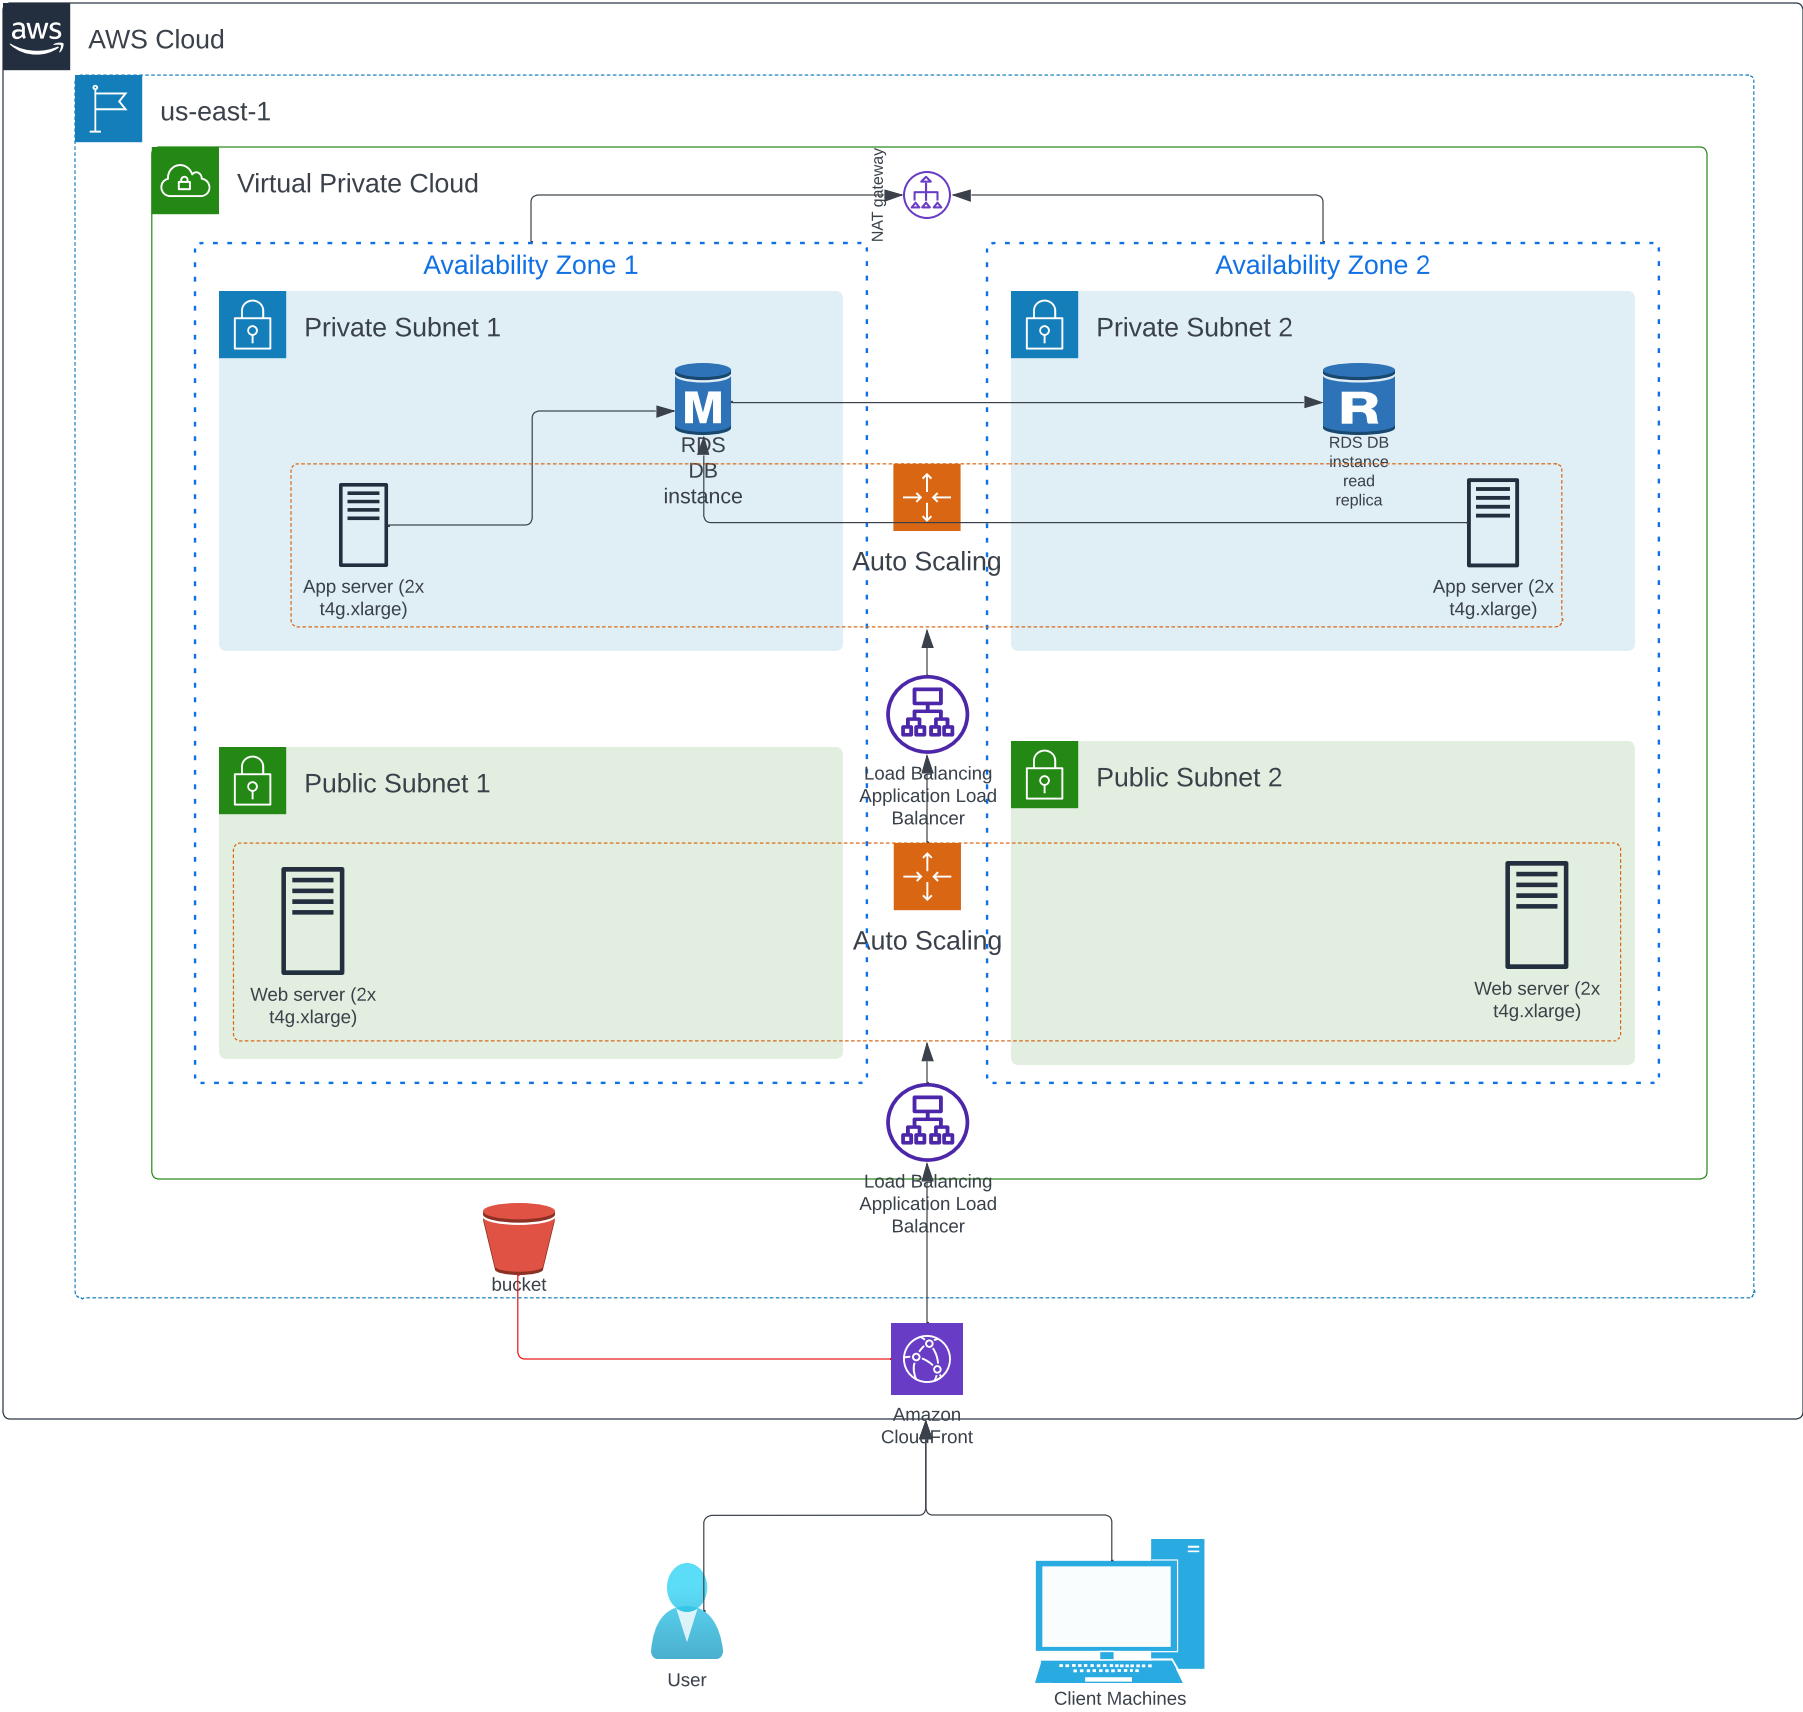 aws
AWS Cloud
us-east-1
Virtual Private Cloud
NAT gateway
Availability Zone 1
Availability Zone 2
Private Subnet 1
Private Subnet 2
M
R
RDS
DB
instance
RDS DB
instance
read
replica
Auto Scaling
App server (2x
t4g.xlarge)
App server (2x
t4g.xlarge)
Public Subnet 1
Load Balancing
Application Load
Balancer
Public Subnet 2
Auto Scaling
Web server (2x
t4g.xlarge)
Web server (2x
t4g.xlarge)
Load Balancing
Application Load
Balancer
bucket
Amazon
CloudFront
User
Client Machines